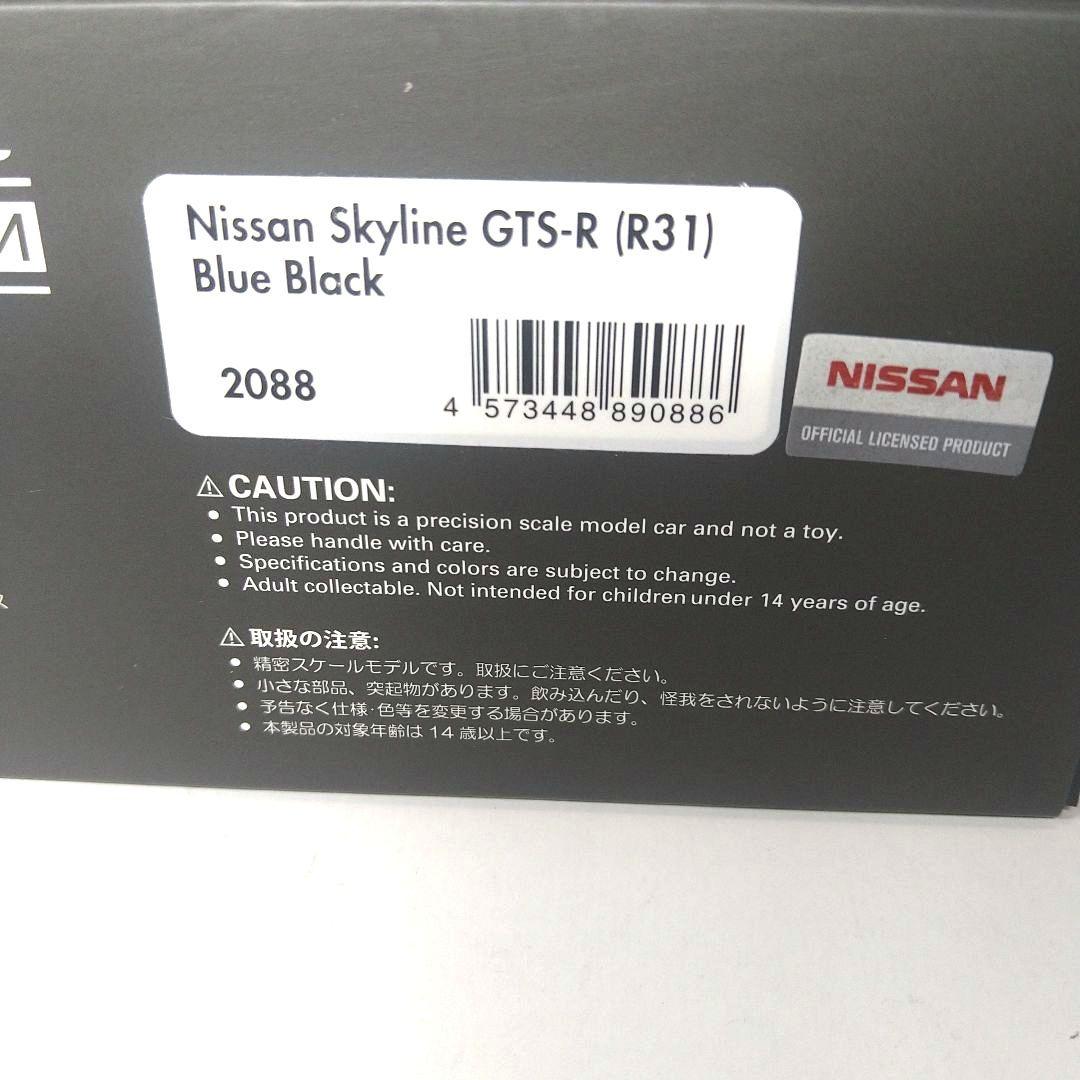 Nissan Skyline GTS-R (R31)
Blue Black
2088
4 573448 890886
NISSAN
OFFICIAL LICENSED PRODUCT
⚠ CAUTION:
• This product is a precision scale model car and not a toy.
• Please handle with care.
• Specifications and colors are subject to change.
• Adult collectable. Not intended for children under 14 years of age.
⚠ 取扱の注意:
• 精密スケールモデルです。取扱にご注意ください。
• 小さな部品、突起物があります。飲み込んだり、怪我をされないように注意してください。
• 予告なく仕様·色等を変更する場合があります。
• 本製品の対象年齢は 14 歳以上です。